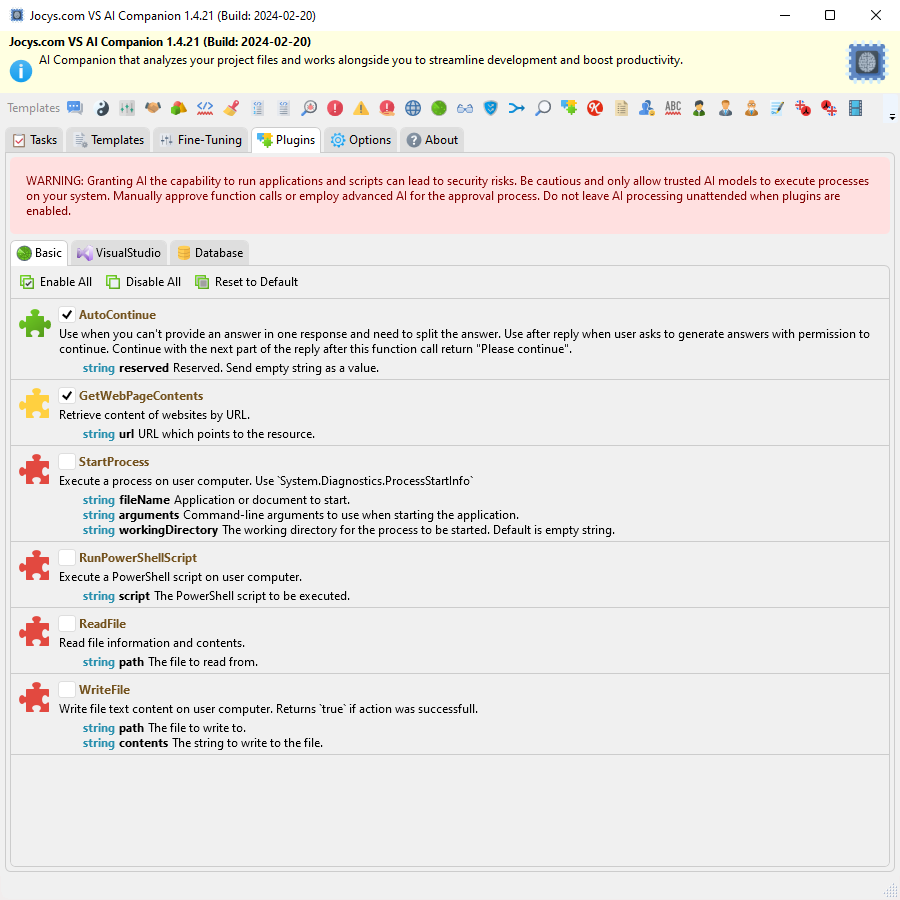 Jocys.com VS AI Companion 1.4.21 (Build: 2024-02-20)
Jocys.com VS AI Companion 1.4.21 (Build: 2024-02-20)
AI Companion that analyzes your project files and works alongside you to streamline development and boost productivity.
Templates
ABC
Tasks
Templates
Fine-Tuning
Plugins
Options
About
WARNING: Granting AI the capability to run applications and scripts can lead to security risks. Be cautious and only allow trusted AI models to execute processes
on your system. Manually approve function calls or employ advanced AI for the approval process. Do not leave AI processing unattended when plugins are
enabled.
Basic
VisualStudio
Database
Enable All
Disable All
Reset to Default
AutoContinue
Use when you can't provide an answer in one response and need to split the answer. Use after reply when user asks to generate answers with permission to
continue. Continue with the next part of the reply after this function call return "Please continue".
string reserved Reserved. Send empty string as a value.
GetWebPageContents
Retrieve content of websites by URL.
string url URL which points to the resource.
StartProcess
Execute a process on user computer. Use `System.Diagnostics.ProcessStartInfo`
string fileName Application or document to start.
string arguments Command-line arguments to use when starting the application.
string workingDirectory The working directory for the process to be started. Default is empty string.
RunPowerShellScript
Execute a PowerShell script on user computer.
string script The PowerShell script to be executed.
ReadFile
Read file information and contents.
string path The file to read from.
WriteFile
Write file text content on user computer. Returns `true` if action was successfull.
string path The file to write to.
string contents The string to write to the file.